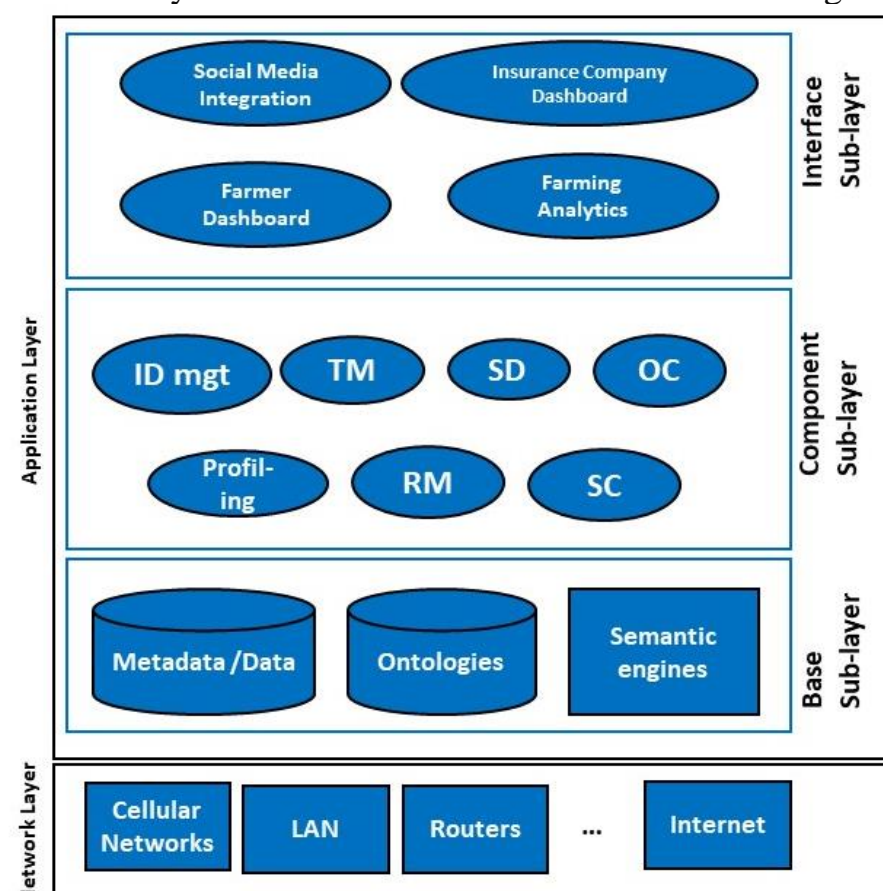 Social Media
Integration
Insurance Company
Dashboard
Farmer
Dashboard
Farming
Analytics
Interface
Sub-layer
Application Layer
ID mgt
TM
SD
OC
Profil-
ing
RM
SC
Component
Sub-layer
Metadata /Data
Ontologies
Semantic
engines
Base
Sub-layer
Cellular
Networks
LAN
Routers
...
Internet
Layer